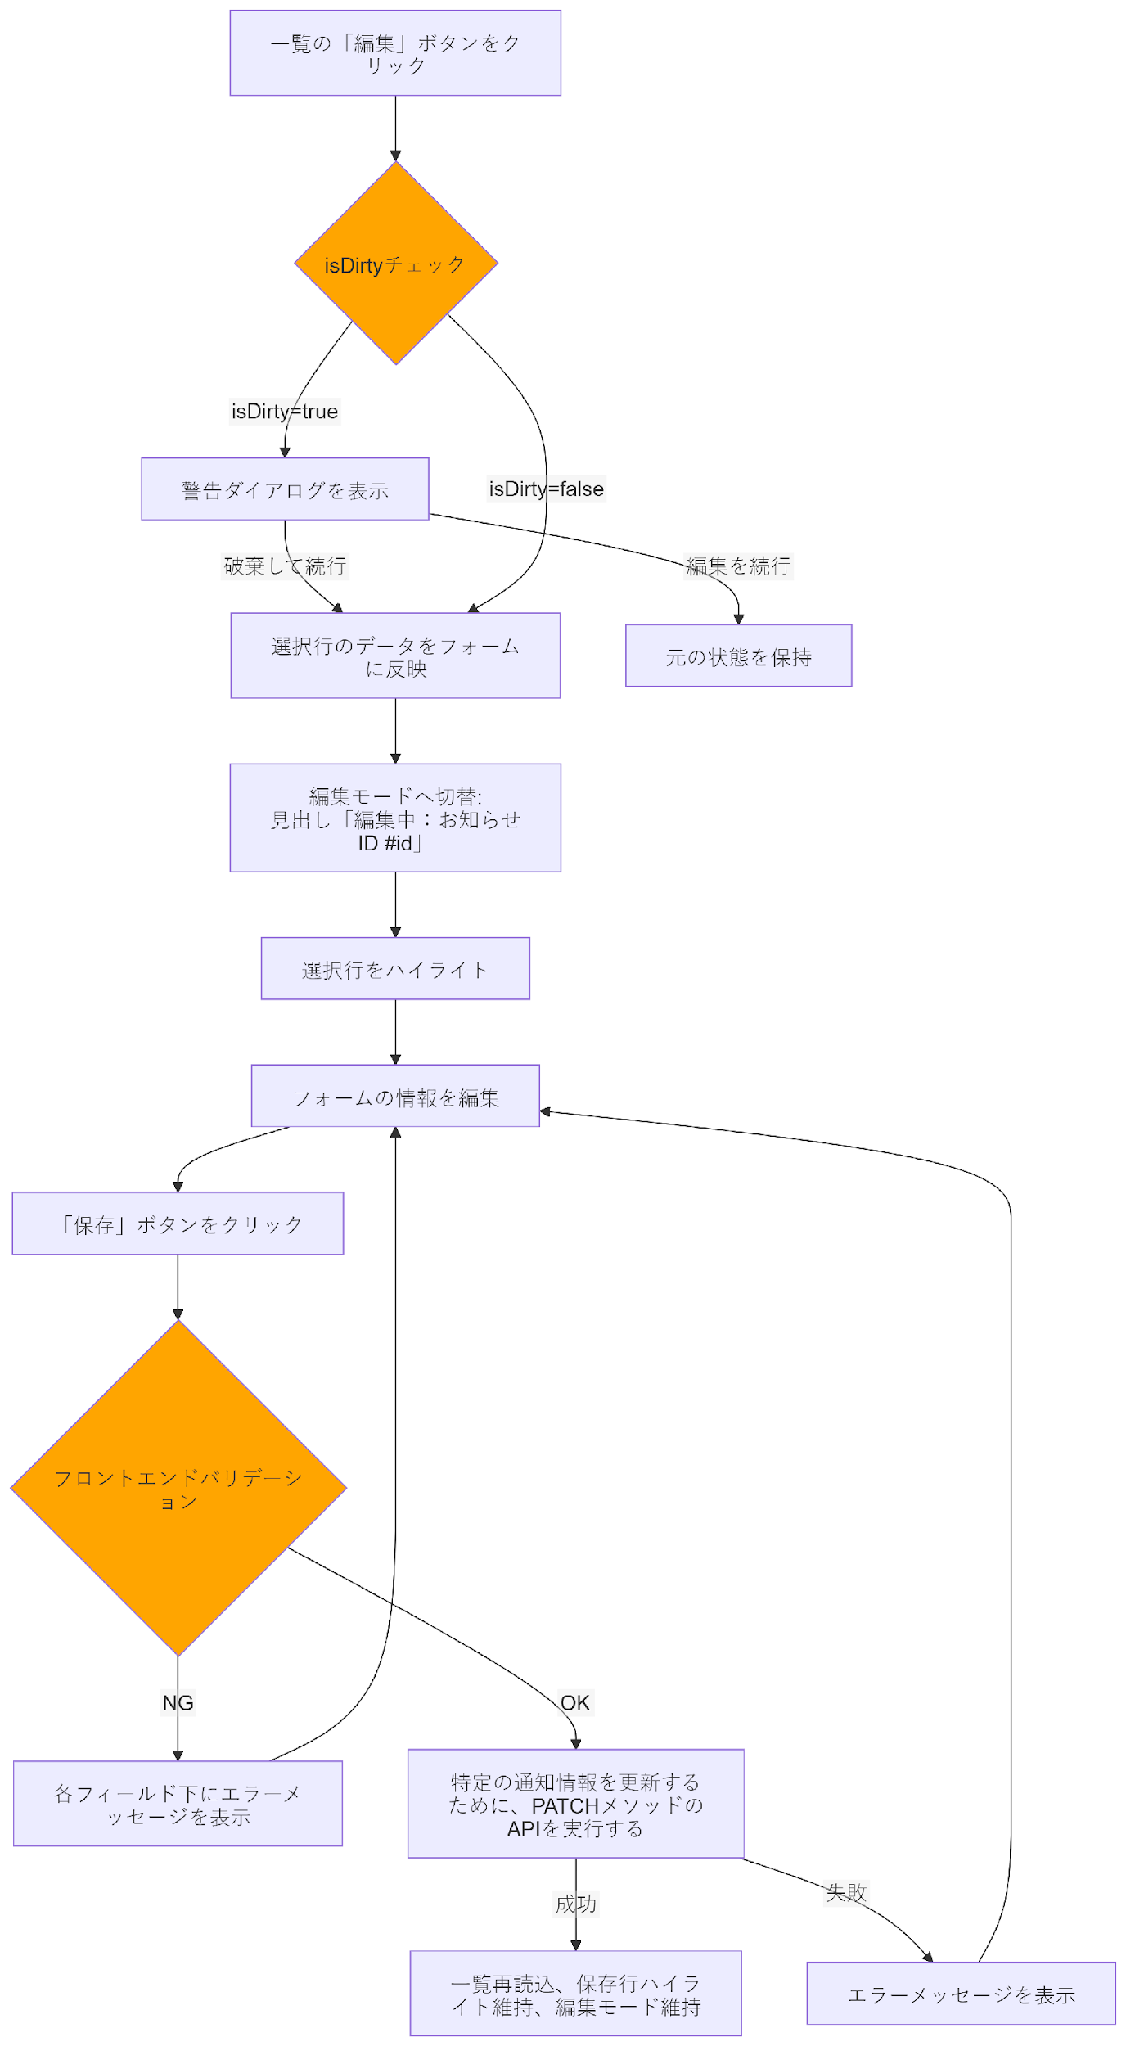 一覧の「編集」ボタンをク
リック
isDirtyチェック
isDirty=true
警告ダイアログを表示
isDirty=false
破棄して続行
編集を続行
選択行のデータをフォーム
に反映
元の状態を保持
編集モードへ切替:
見出し「編集中：お知らせ
ID #id」
選択行をハイライト
フォームの情報を編集
「保存」ボタンをクリック
フロントエンドバリデーシ
ョン
NG
OK
各フィールド下にエラーメ
ッセージを表示
特定の通知情報を更新する
ために、PATCHメソッドの
APIを実行する
成功
失敗
一覧再読込、保存行ハイラ
イト維持、編集モード維持
エラーメッセージを表示